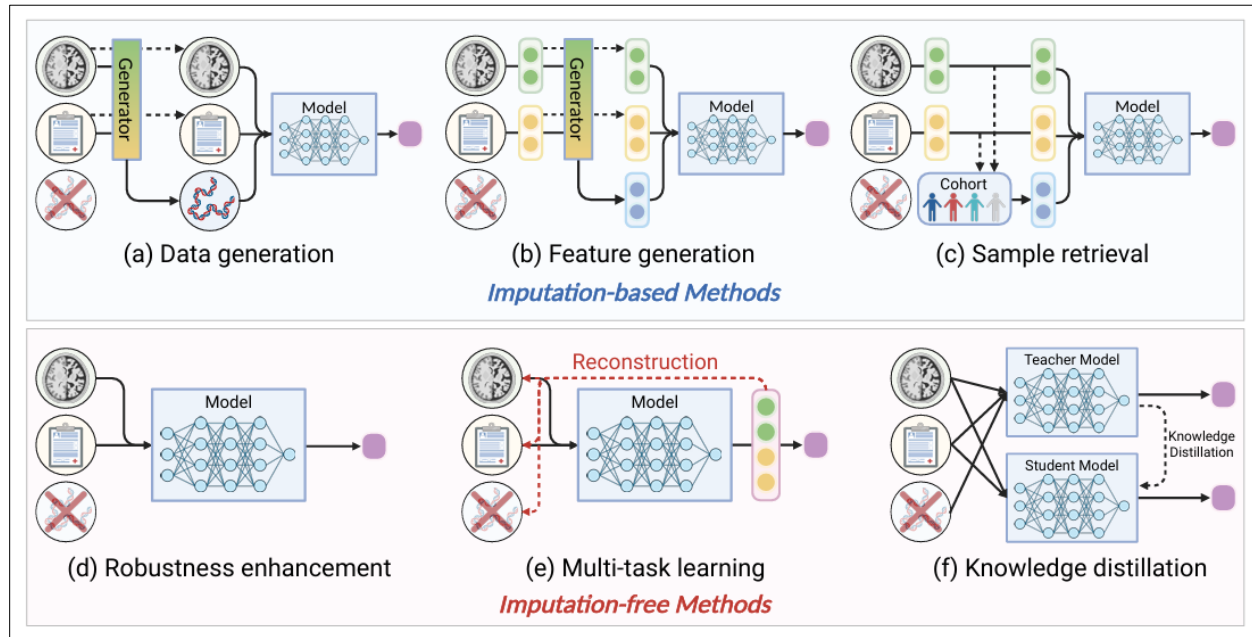 Generator
Model
(a) Data generation
Generator
Model
(b) Feature generation
Cohort
Model
(c) Sample retrieval
Imputation-based Methods
Model
(d) Robustness enhancement
Reconstruction
Model
(e) Multi-task learning
Teacher Model
Knowledge
Distillation
Student Model
(f) Knowledge distillation
Imputation-free Methods